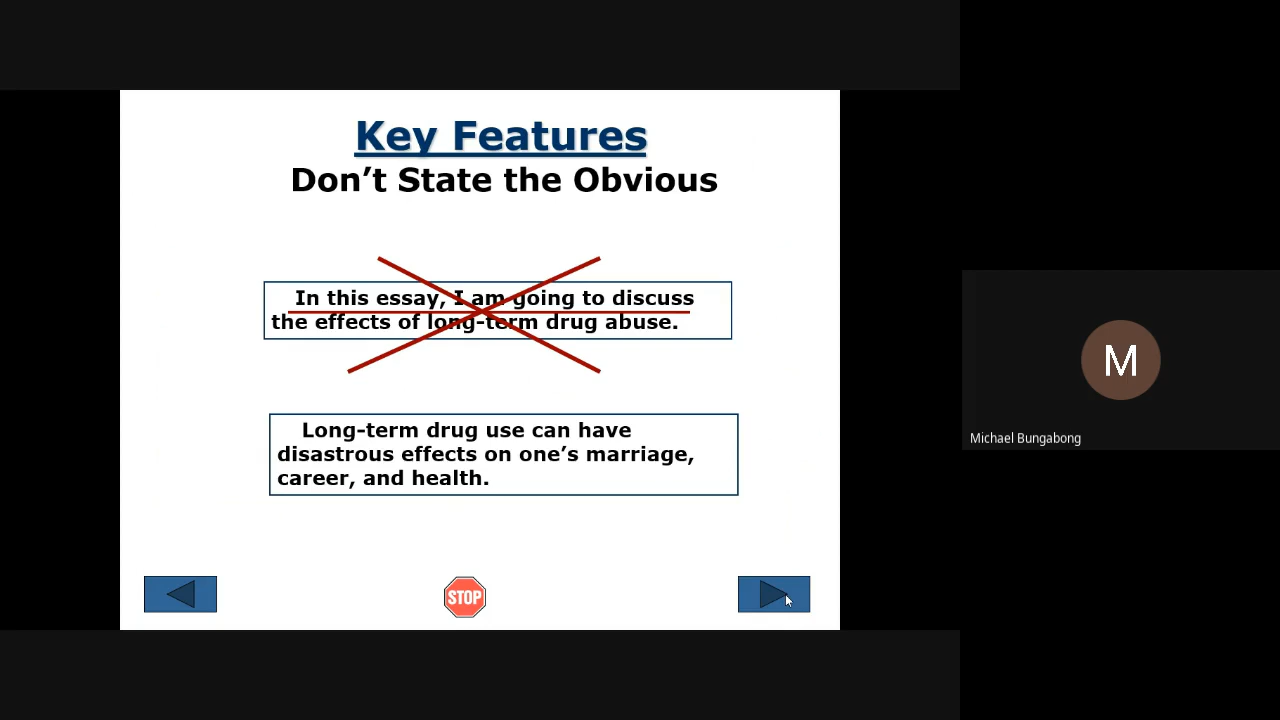 Key Features
Don’t State the Obvious
In this essay, I am going to discuss
the effects of long-term drug abuse.
Long-term drug use can have
disastrous effects on one’s marriage,
career, and health.
STOP
M
Michael Bungabong